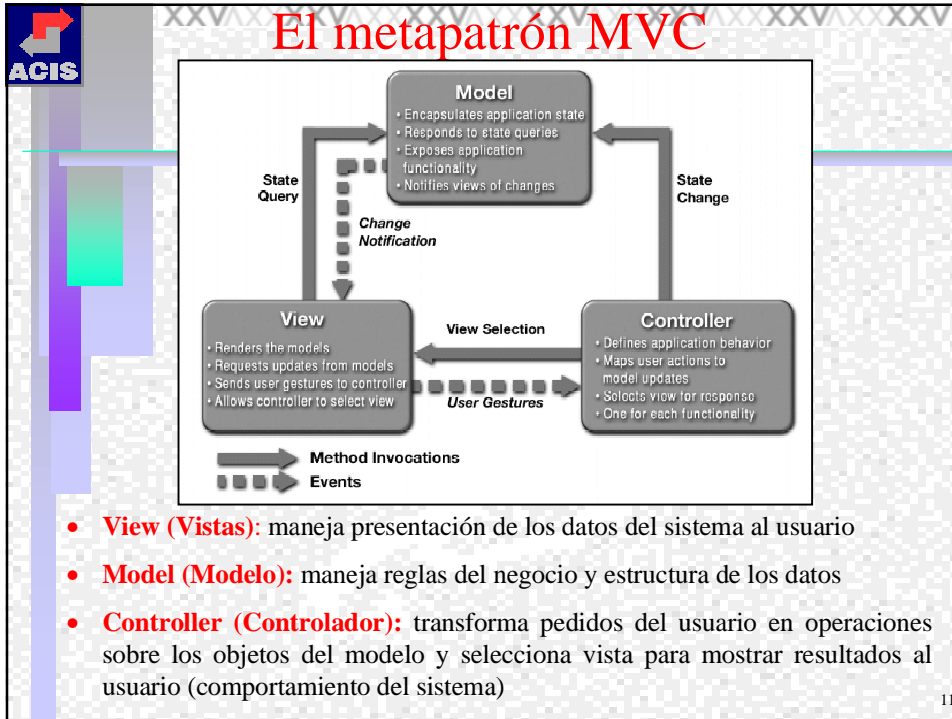 XXV XXV XXV XXV XXV
El metapatrón MVC
ACIS
Model
• Encapsulates application state
• Responds to state queries
• Exposes application
functionality
• Notifies views of changes
State
Query
State
Change
Change
Notification
View
• Renders the models
• Requests updates from models
• Sends user gestures to controller
• Allows controller to select view
View Selection
User Gestures
Controller
• Defines application behavior
• Maps user actions to
model updates
• Selects view for response
• One for each functionality
Method Invocations
Events
• View (Vistas): maneja presentación de los datos del sistema al usuario
• Model (Modelo): maneja reglas del negocio y estructura de los datos
• Controller (Controlador): transforma pedidos del usuario en operaciones
sobre los objetos del modelo y selecciona vista para mostrar resultados al
usuario (comportamiento del sistema)
11